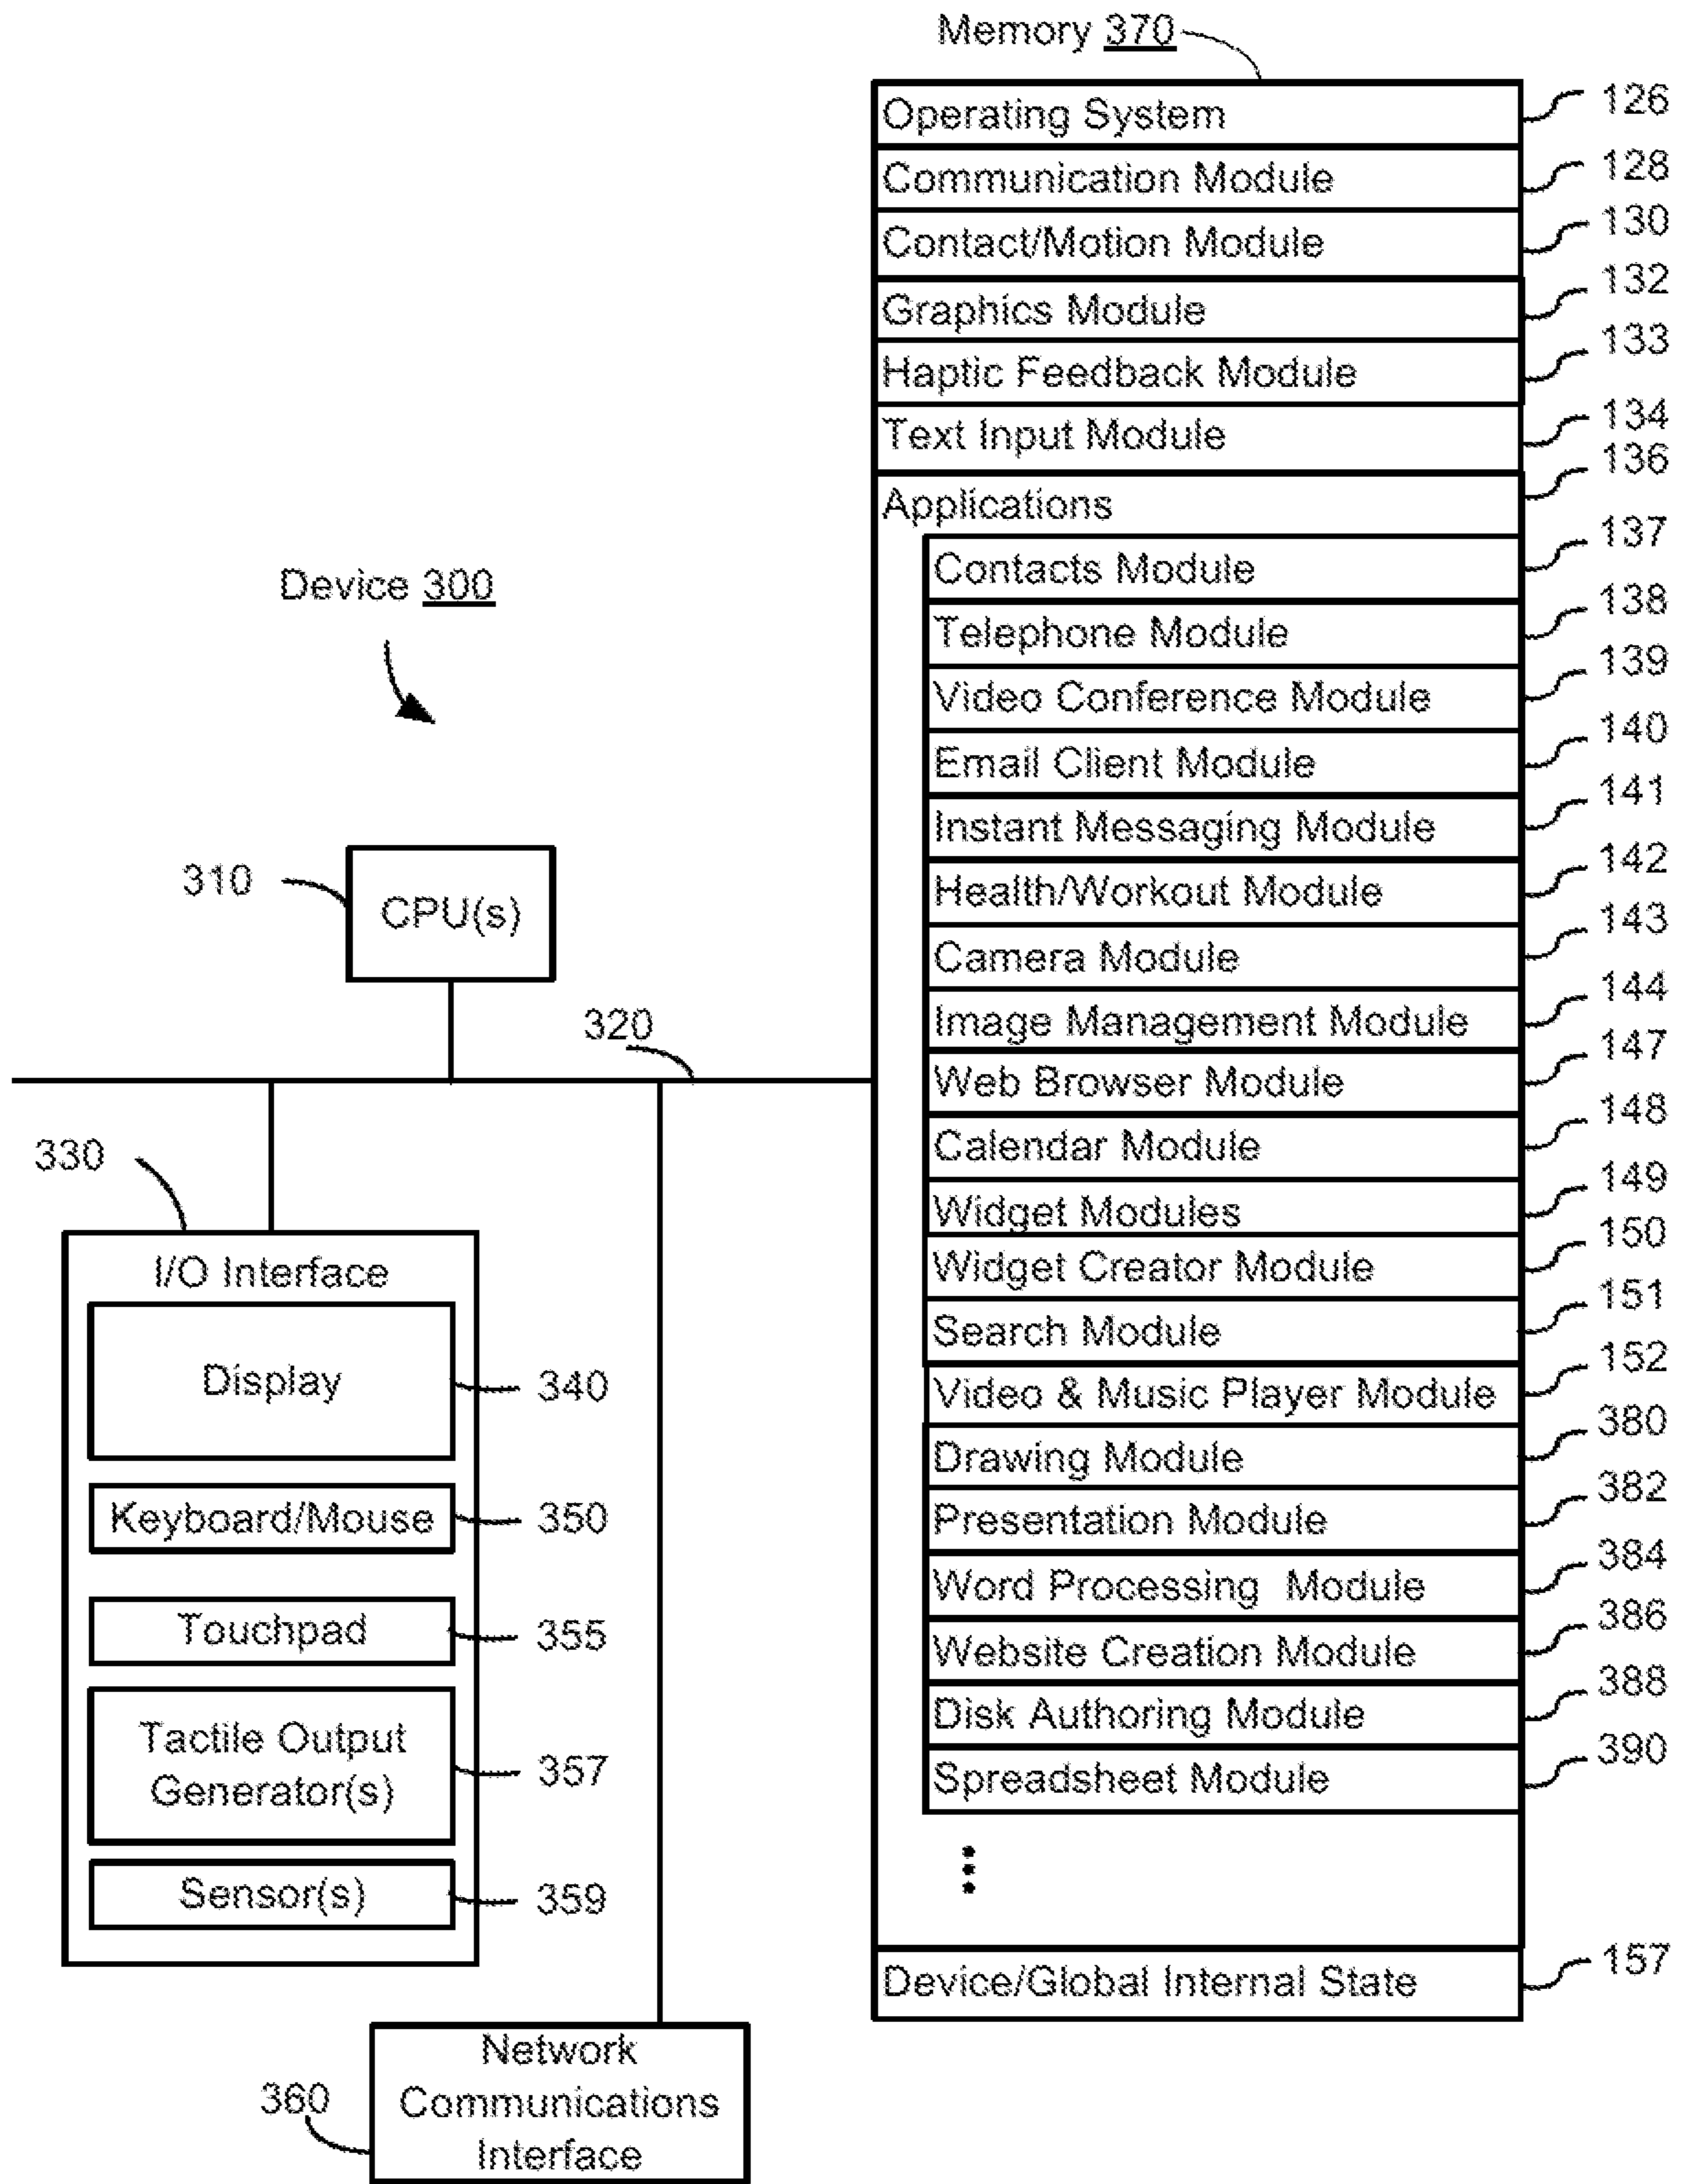 Memory 370
Operating System 126
Communication Module 128
Contact/Motion Module 130
Graphics Module 132
Haptic Feedback Module 133
Text Input Module 134
Applications 136
Contacts Module 137
Telephone Module 138
Video Conference Module 139
Email Client Module 140
Instant Messaging Module 141
Health/Workout Module 142
Camera Module 143
Image Management Module 144
Web Browser Module 147
Calendar Module 148
Widget Modules 149
Widget Creator Module 150
Search Module 151
Video & Music Player Module 152
Drawing Module 380
Presentation Module 382
Word Processing Module 384
Website Creation Module 386
Disk Authoring Module 388
Spreadsheet Module 390
Device/Global Internal State 157
Device 300
310
CPU(s)
320
330
I/O Interface
Display 340
Keyboard/Mouse 350
Touchpad 355
Tactile Output
Generator(s) 357
Sensor(s) 359
360
Network
Communications
Interface